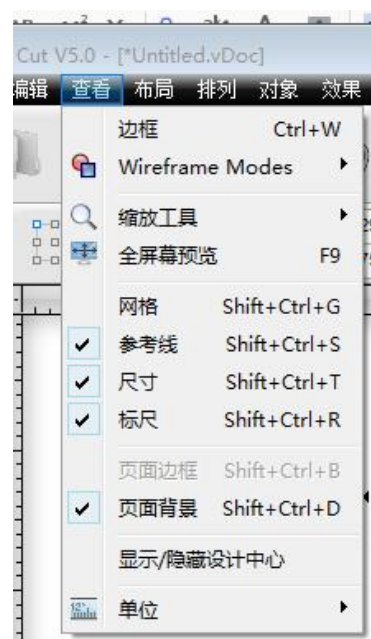 Cut V5.0 - [*Untitled.vDoc]
编辑 查看 布局 排列 对象 效果
边框 Ctrl+W
Wireframe Modes
缩放工具
全屏幕预览 F9
网格 Shift+Ctrl+G
参考线 Shift+Ctrl+S
尺寸 Shift+Ctrl+T
标尺 Shift+Ctrl+R
页面边框 Shift+Ctrl+B
页面背景 Shift+Ctrl+D
显示/隐藏设计中心
单位